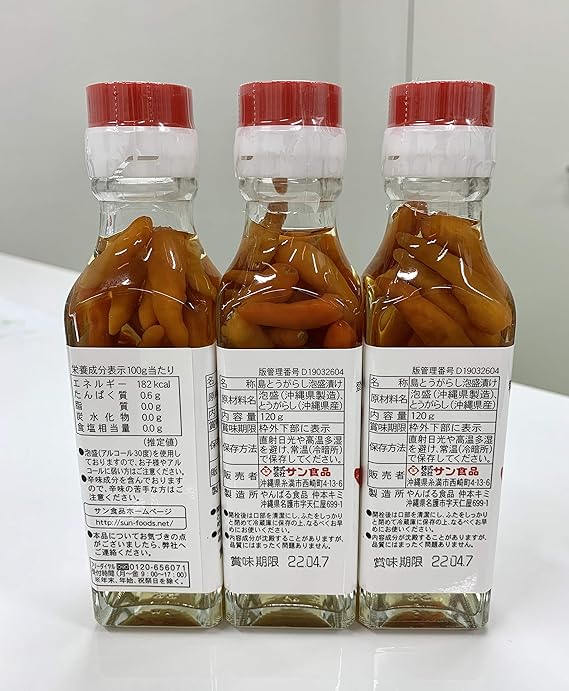 栄養成分表示100g当たり
エネルギー 182kcal
たんぱく質 0.6g
脂質 0.0g
炭水化物 0.0g
食塩相当量 0.0g
(推定値)
●泡盛(アルコール30度)を使用し
ておりますので、お子様やアル
コールに弱い方はご注意ください。
●辛味成分を含んでおります
ので、辛味の苦手な方はご
注意ください。
サン食品ホームページ
http://sun-foods.net/
●本品についてお気づきの点
がございましたら、弊社へ
ご連絡ください。
フリーダイヤル 0120-656071
受付時間(月〜金 9:00〜17:00)
※年末、年始、祝祭日を除く。
版管理番号 D19032604
名称 島とうがらし泡盛漬け
原材料名 泡盛(沖縄県製造)、
とうがらし(沖縄県産)
内容量 120g
賞味期限 枠外下部に表示
保存方法 直射日光や高温多湿
を避け、常温(冷暗所)
で保存してください。
販売者 株式会社サン食品
沖縄県糸満市西崎町4-13-6
製造所 やんばる食品 仲本キミ
沖縄県名護市字天仁屋699-1
●開栓後は口部を清潔にし、ふたをしっかり
と閉めて冷蔵庫に保存の上、なるべくお早
めにお召し上がりください。
●内容成分が沈殿することがありますが、
品質にはまったく問題ありません。
賞味期限 22.04.7
版管理番号 D19032604
名称 島とうがらし泡盛漬け
原材料名 泡盛(沖縄県製造)、
とうがらし(沖縄県産)
内容量 120g
賞味期限 枠外下部に表示
保存方法 直射日光や高温多湿
を避け、常温(冷暗所)
で保存してください。
販売者 株式会社サン食品
沖縄県糸満市西崎町4-13-6
製造所 やんばる食品 仲本キミ
沖縄県名護市字天仁屋699-1
●開栓後は口部を清潔にし、ふたをしっかり
と閉めて冷蔵庫に保存の上、なるべくお早
めにお召し上がりください。
●内容成分が沈殿することがありますが、
品質にはまったく問題ありません。
賞味期限 22.04.7